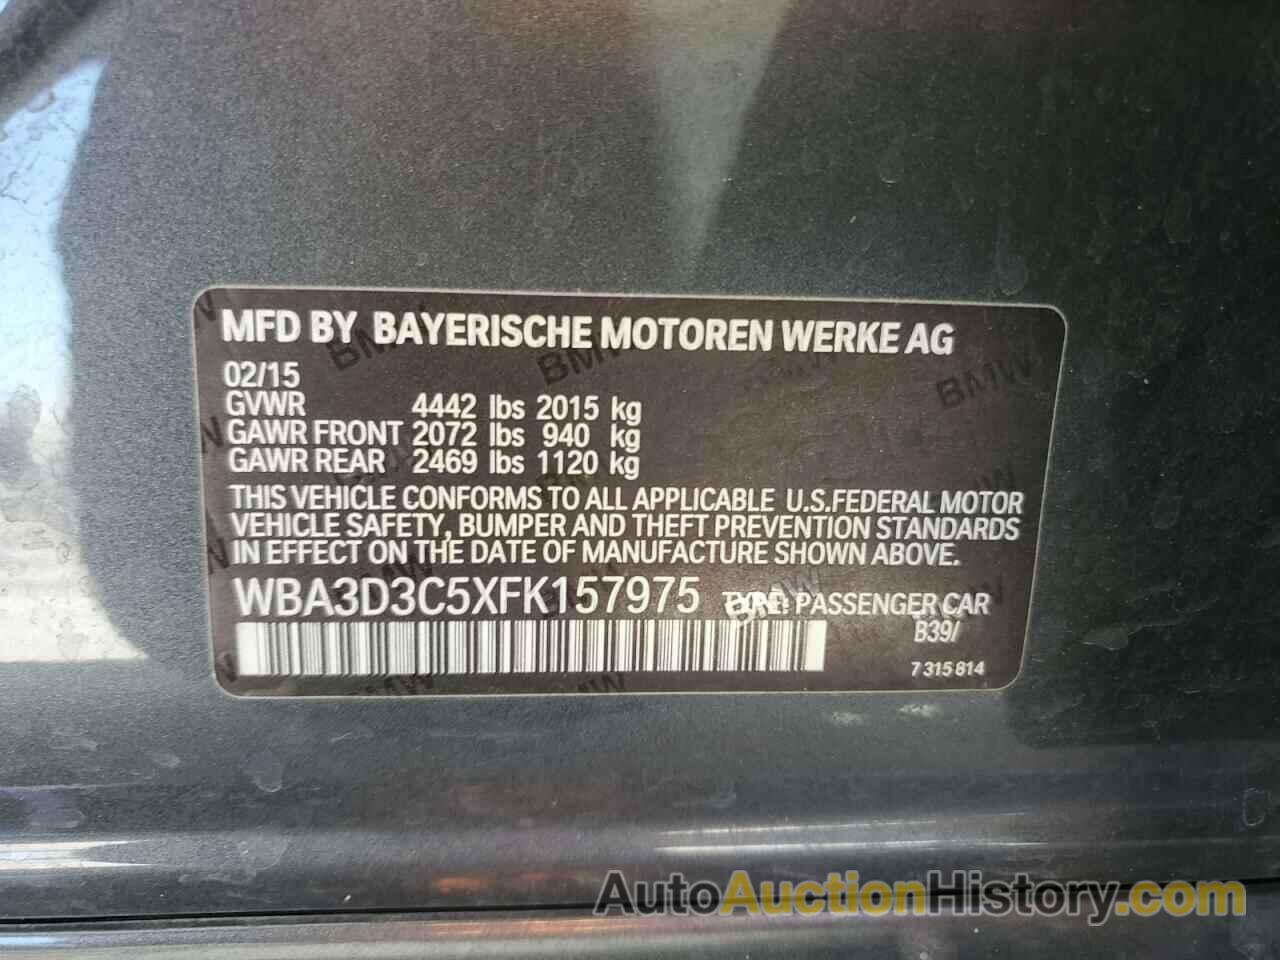 MFD BY BAYERISCHE MOTOREN WERKE AG
02/15
GVWR 4442 lbs 2015 kg
GAWR FRONT 2072 lbs 940 kg
GAWR REAR 2469 lbs 1120 kg
THIS VEHICLE CONFORMS TO ALL APPLICABLE U.S.FEDERAL MOTOR
VEHICLE SAFETY, BUMPER AND THEFT PREVENTION STANDARDS
IN EFFECT ON THE DATE OF MANUFACTURE SHOWN ABOVE.
WBA3D3C5XFK157975 TYPE: PASSENGER CAR
B39/
7 315 814
AutoAuctionHistory.com